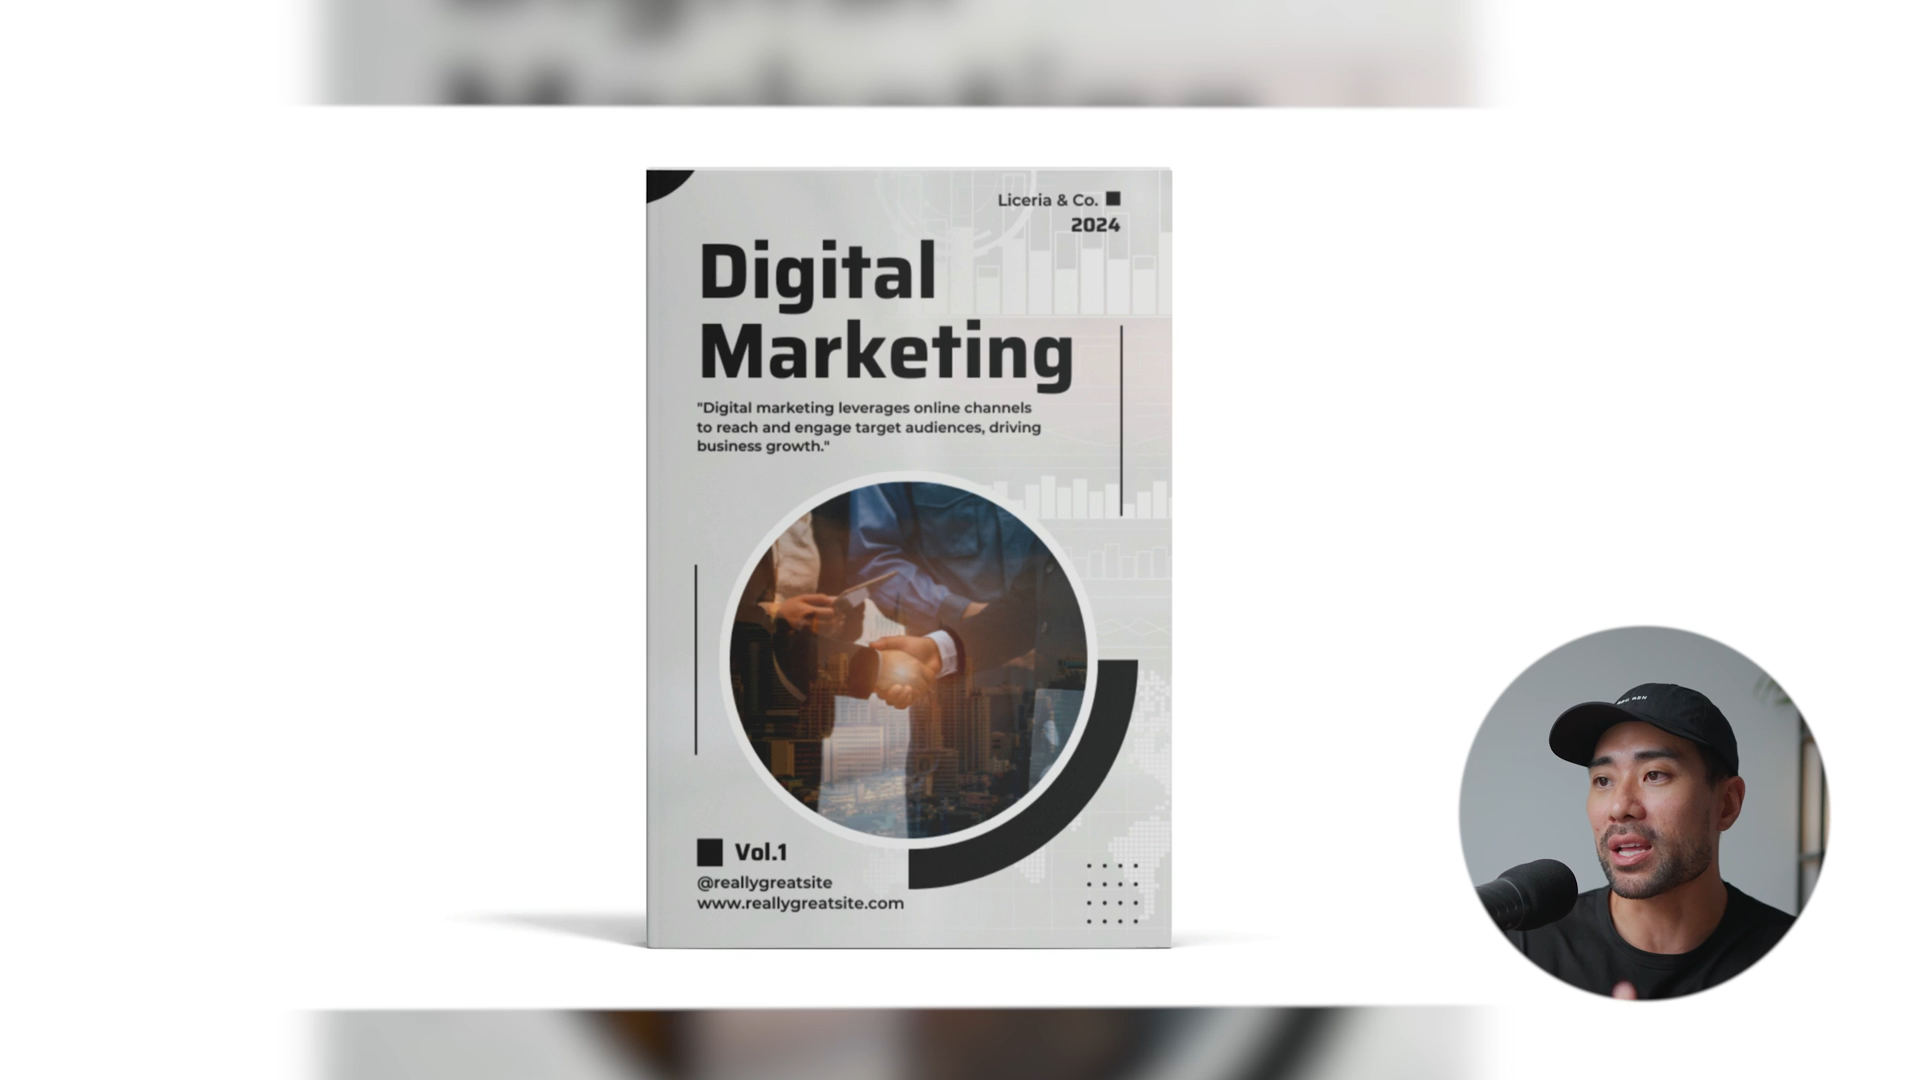 Liceria & Co.
2024
Digital
Marketing
"Digital marketing leverages online channels
to reach and engage target audiences, driving
business growth."
Vol.1
@reallygreatsite
www.reallygreatsite.com